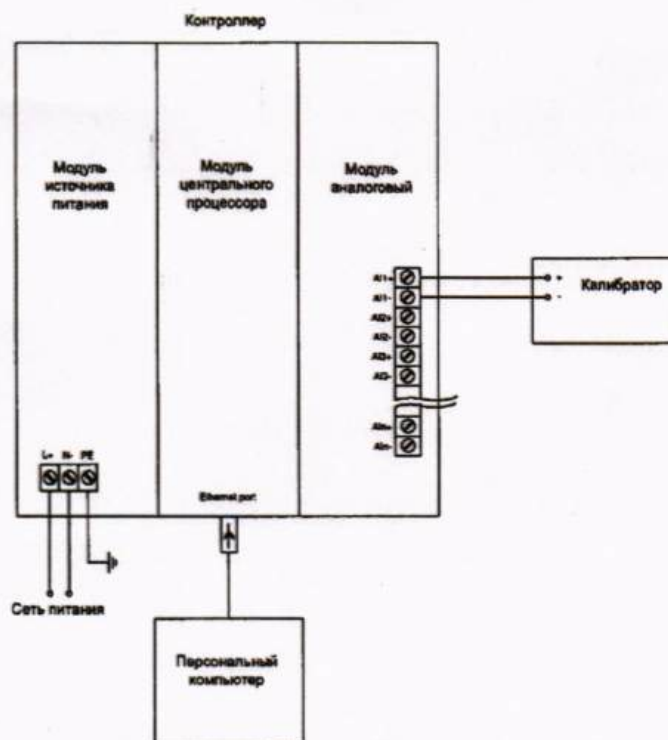 Контроллер
Модуль
источника
питания
Модуль
центрального
процессора
Модуль
аналоговый
AI1+
AI1-
AI2+
AI2-
AI3+
AI3-
AIn+
AIn-
+
-
Калибратор
L+ N- PE
Ethernet port
Сеть питания
Персональный
компьютер